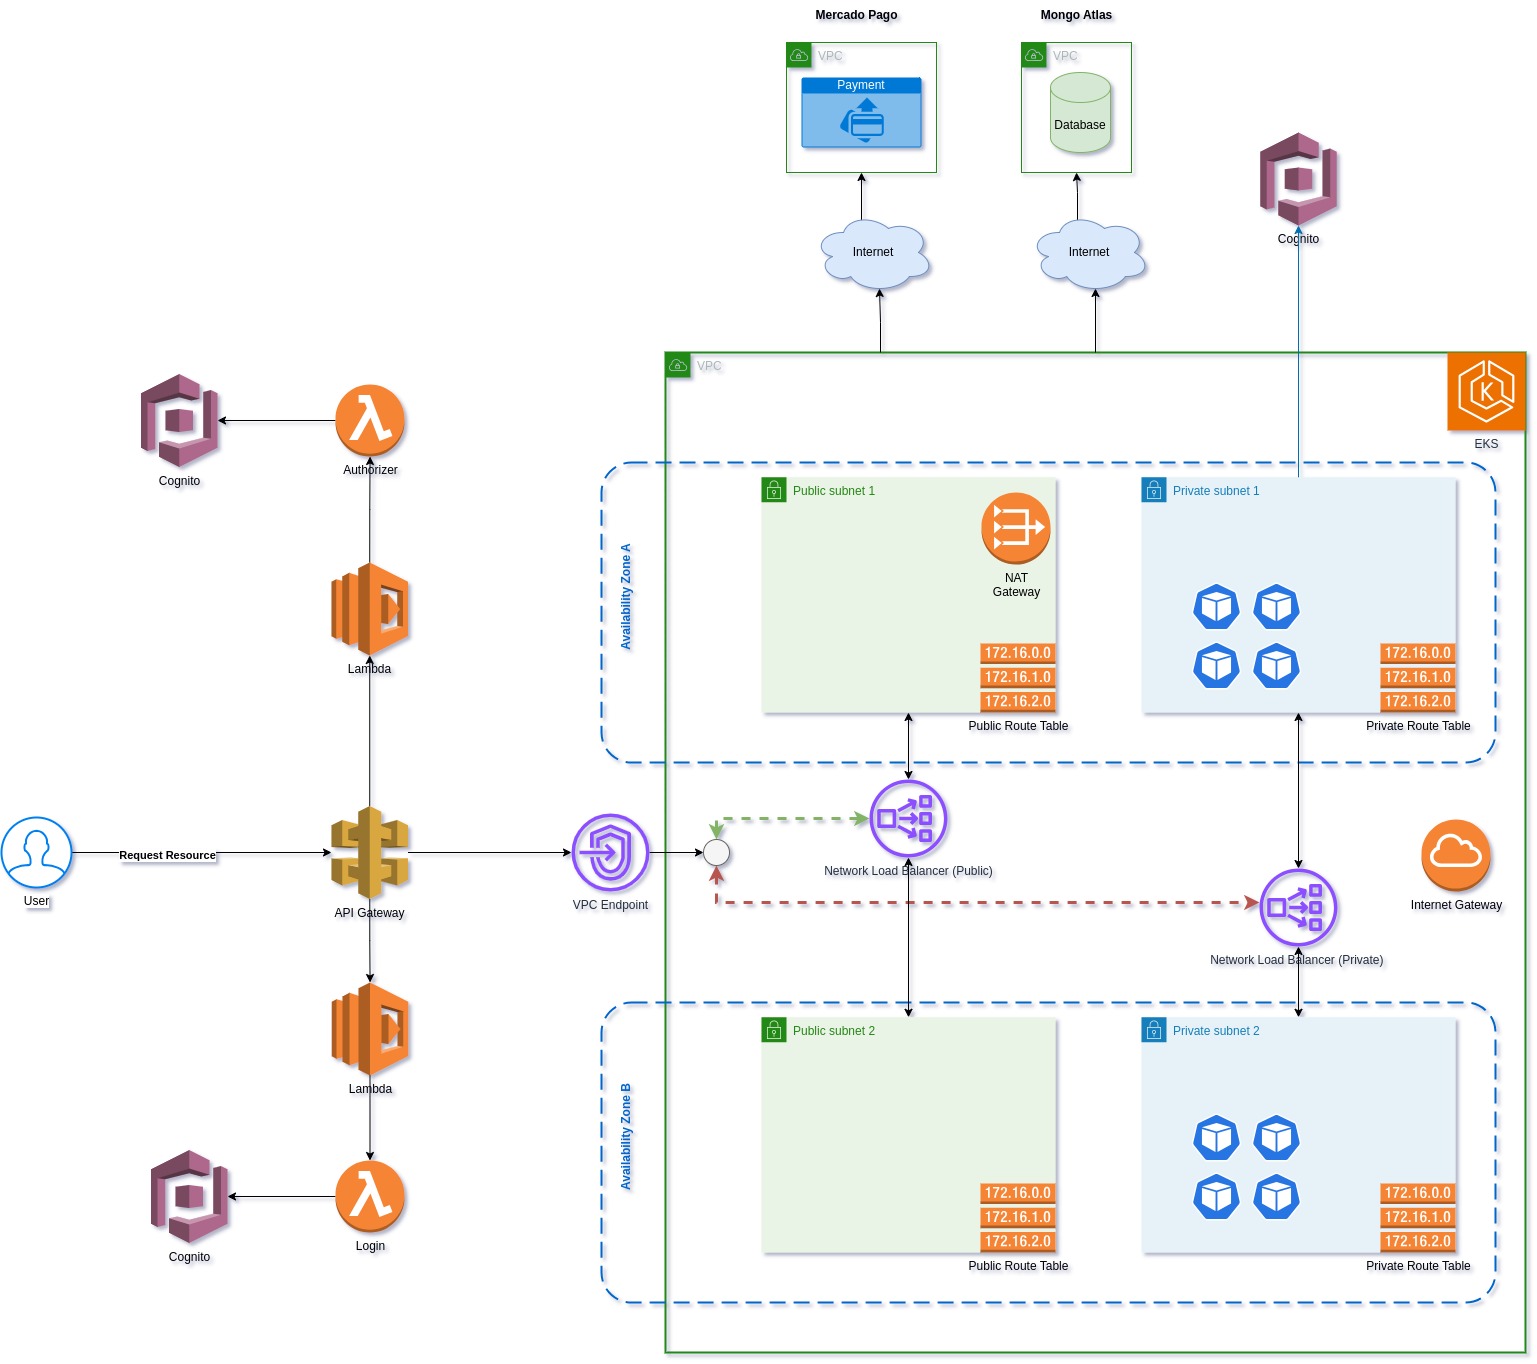 Mercado Pago
Mongo Atlas
VPC
Payment
VPC
Database
Cognito
Internet
Internet
VPC
EKS
Cognito
Authorizer
Availability Zone A
Public subnet 1
NAT
Gateway
172.16.0.0
172.16.1.0
172.16.2.0
Public Route Table
Private subnet 1
172.16.0.0
172.16.1.0
172.16.2.0
Private Route Table
Lambda
User
Request Resource
API Gateway
VPC Endpoint
Network Load Balancer (Public)
Network Load Balancer (Private)
Internet Gateway
Lambda
Availability Zone B
Public subnet 2
172.16.0.0
172.16.1.0
172.16.2.0
Public Route Table
Private subnet 2
172.16.0.0
172.16.1.0
172.16.2.0
Private Route Table
Cognito
Login